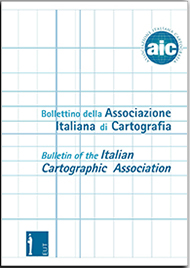 aic
Bollettino della Associazione
Italiana di Cartografia
Bulletin of the Italian
Cartographic Association
EUT